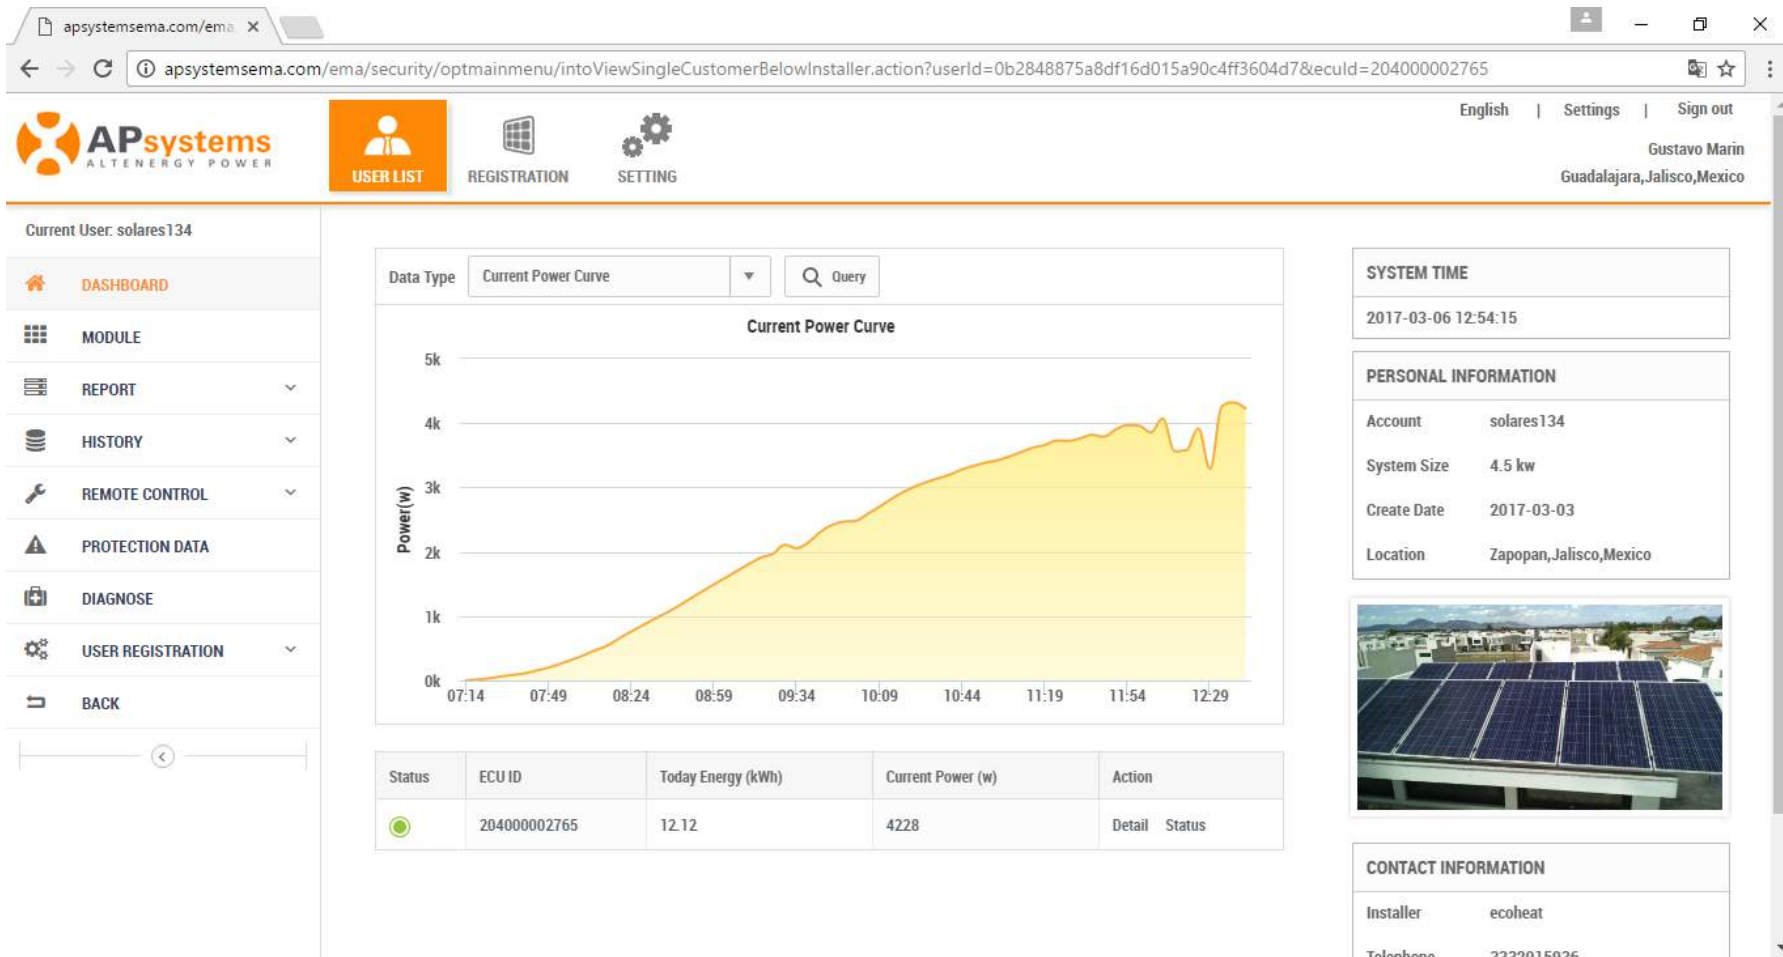 apsystemsema.com/ema
apsystemsema.com/ema/security/optmainmenu/intoViewSingleCustomerBelowInstaller.action?userId=0b2848875a8df16d015a90c4ff3604d7&ecuId=204000002765
APsystems
ALTENERGY POWER
USER LIST
REGISTRATION
SETTING
English | Settings | Sign out
Gustavo Marin
Guadalajara,Jalisco,Mexico
Current User: solares134
DASHBOARD
MODULE
REPORT
HISTORY
REMOTE CONTROL
PROTECTION DATA
DIAGNOSE
USER REGISTRATION
BACK
Data Type Current Power Curve Query
Current Power Curve
Power(w)
5k
4k
3k
2k
1k
0k
07:14 07:49 08:24 08:59 09:34 10:09 10:44 11:19 11:54 12:29
Status ECU ID Today Energy (kWh) Current Power (w) Action
204000002765 12.12 4228 Detail Status
SYSTEM TIME
2017-03-06 12:54:15
PERSONAL INFORMATION
Account solares134
System Size 4.5 kw
Create Date 2017-03-03
Location Zapopan,Jalisco,Mexico
CONTACT INFORMATION
Installer ecoheat
Telephone 3332015936